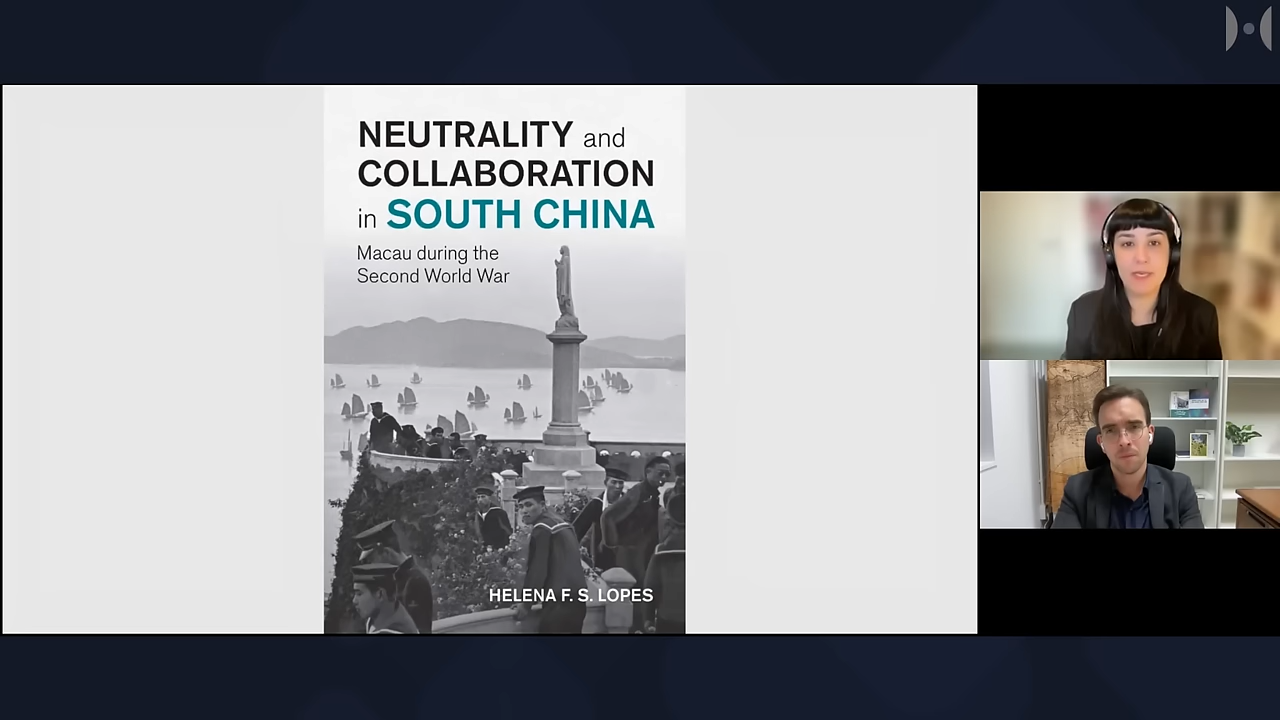 NEUTRALITY and
COLLABORATION
in SOUTH CHINA
Macau during the
Second World War
HELENA F. S. LOPES